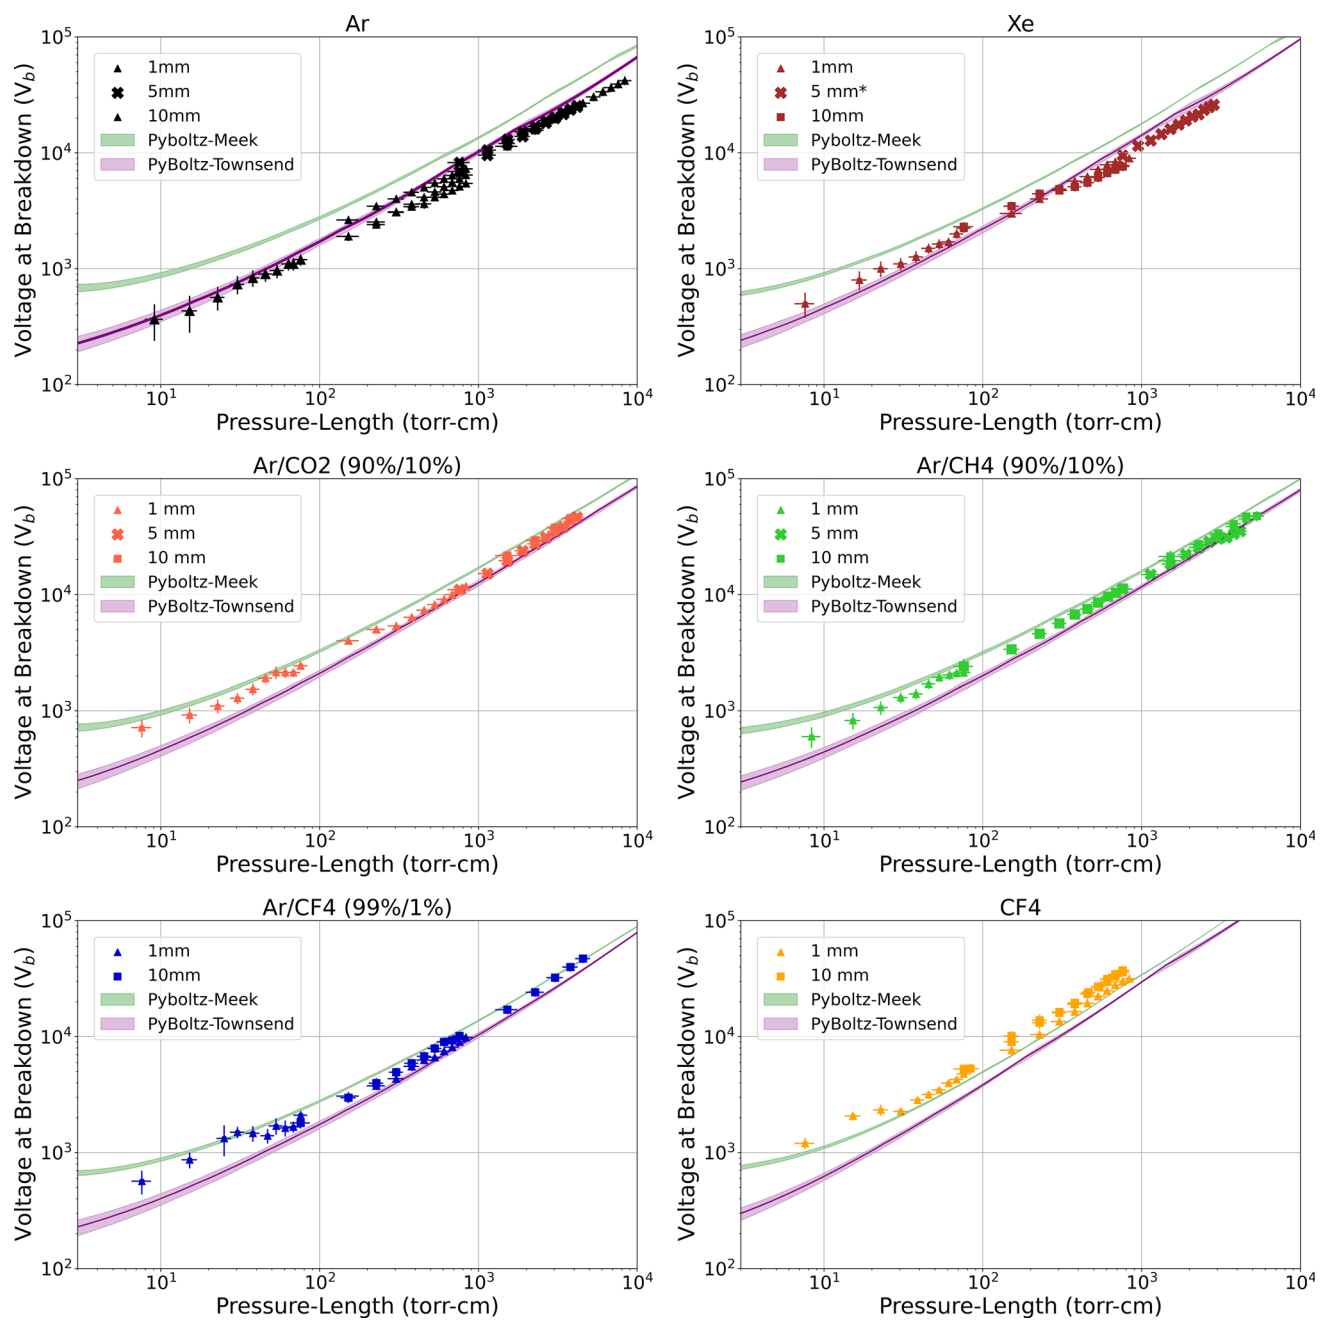 Ar
Voltage at Breakdown (V_b)
10^5
10^4
10^3
10^2
1mm
5mm
10mm
Pyboltz-Meek
PyBoltz-Townsend
10^1 10^2 10^3 10^4
Pressure-Length (torr-cm)
Xe
Voltage at Breakdown (V_b)
10^5
10^4
10^3
10^2
1mm
5 mm*
10mm
Pyboltz-Meek
PyBoltz-Townsend
10^1 10^2 10^3 10^4
Pressure-Length (torr-cm)
Ar/CO2 (90%/10%)
Voltage at Breakdown (V_b)
10^5
10^4
10^3
10^2
1 mm
5 mm
10 mm
Pyboltz-Meek
PyBoltz-Townsend
10^1 10^2 10^3 10^4
Pressure-Length (torr-cm)
Ar/CH4 (90%/10%)
Voltage at Breakdown (V_b)
10^5
10^4
10^3
10^2
1 mm
5 mm
10 mm
Pyboltz-Meek
PyBoltz-Townsend
10^1 10^2 10^3 10^4
Pressure-Length (torr-cm)
Ar/CF4 (99%/1%)
Voltage at Breakdown (V_b)
10^5
10^4
10^3
10^2
1mm
10mm
Pyboltz-Meek
PyBoltz-Townsend
10^1 10^2 10^3 10^4
Pressure-Length (torr-cm)
CF4
Voltage at Breakdown (V_b)
10^5
10^4
10^3
10^2
1 mm
10 mm
Pyboltz-Meek
PyBoltz-Townsend
10^1 10^2 10^3 10^4
Pressure-Length (torr-cm)